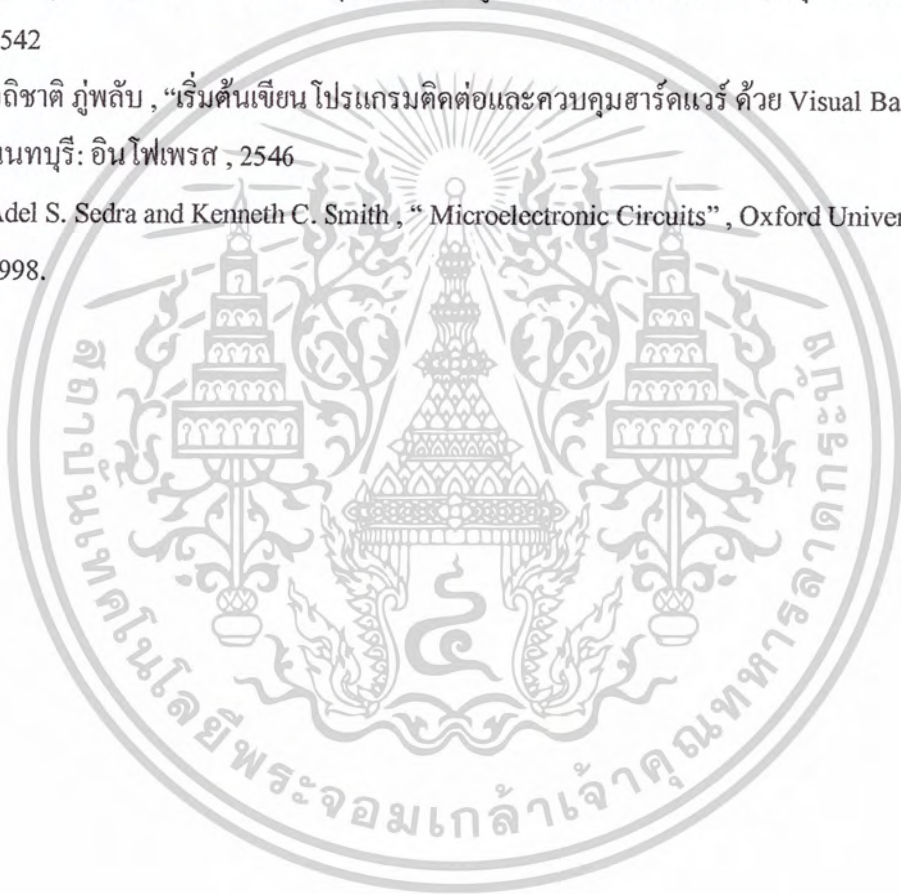 542
ถิชาติ ภู่พลับ , “เริ่มต้นเขียนโปรแกรมติดต่อและควบคุมฮาร์ดแวร์ ด้วย Visual Ba
นนทบุรี: อินโฟเพรส , 2546
del S. Sedra and Kenneth C. Smith , “ Microelectronic Circuits” , Oxford Univer
998.
สถาบันเทคโนโลยีพระจอมเกล้าเจ้าคุณทหารลาดกระบัง